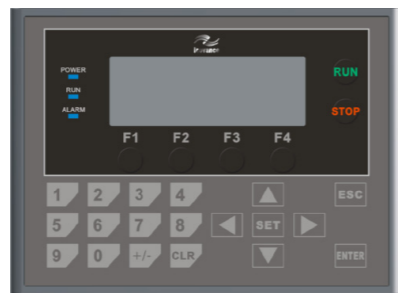 POWER
RUN
ALARM
RUN
STOP
F1 F2 F3 F4
1 2 3 4 ESC
5 6 7 8 SET
9 0 +/- CLR ENTER